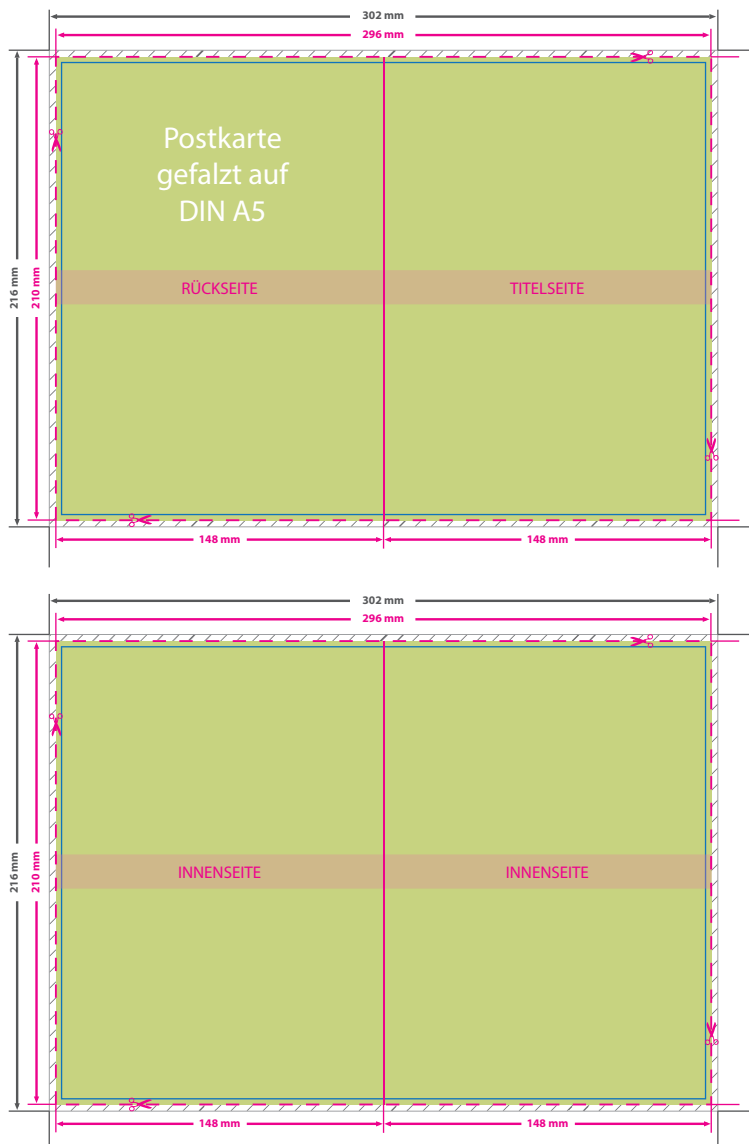 302 mm
296 mm
Postkarte
gefalzt auf
DIN A5
216 mm
210 mm
RÜCKSEITE
TITELSEITE
148 mm
148 mm
302 mm
296 mm
216 mm
210 mm
INNENSEITE
INNENSEITE
148 mm
148 mm